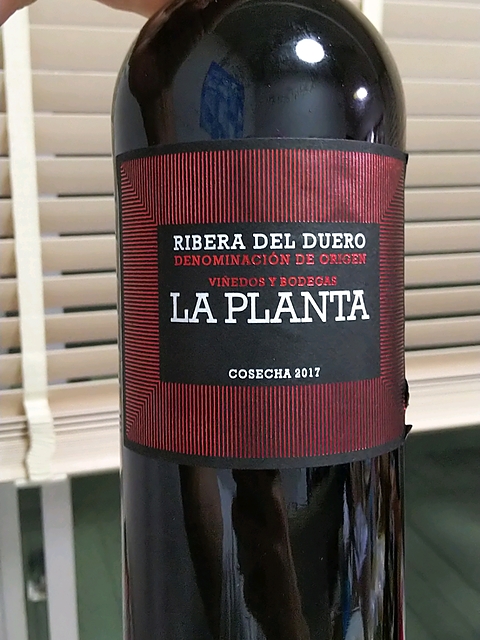 RIBERA DEL DUERO
DENOMINACIÓN DE ORIGEN
VIÑEDOS Y BODEGAS
LA PLANTA
COSECHA 2017